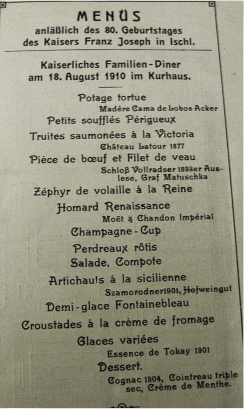 MENÜS
anläßlich des 80. Geburtstages
des Kaisers Franz Joseph in Ischl.
Kaiserliches Familien-Diner
am 18. August 1910 im Kurhaus.
Potage tortue
Madère Cama de Lobos Acker
Petits soufflés Périgueux
Truites saumonées à la Victoria
Château Latour 1877
Pièce de bœuf et Filet de veau
Schloß Vollradser 1893er Aus-
lese, Graf Matuschka
Zéphyr de volaille à la Reine
Homard Renaissance
Moët & Chandon Impérial
Champagne-Cup
Perdreaux rôtis
Salade, Compote
Artichauts à la sicilienne
Szamorodner 1901, Hofweingut
Demi-glace Fontainebleau
Croustades à la crème de fromage
Glaces variées
Essence de Tokay 1901
Dessert.
Cognac 1804, Cointreau triple
sec, Crème de Menthe.